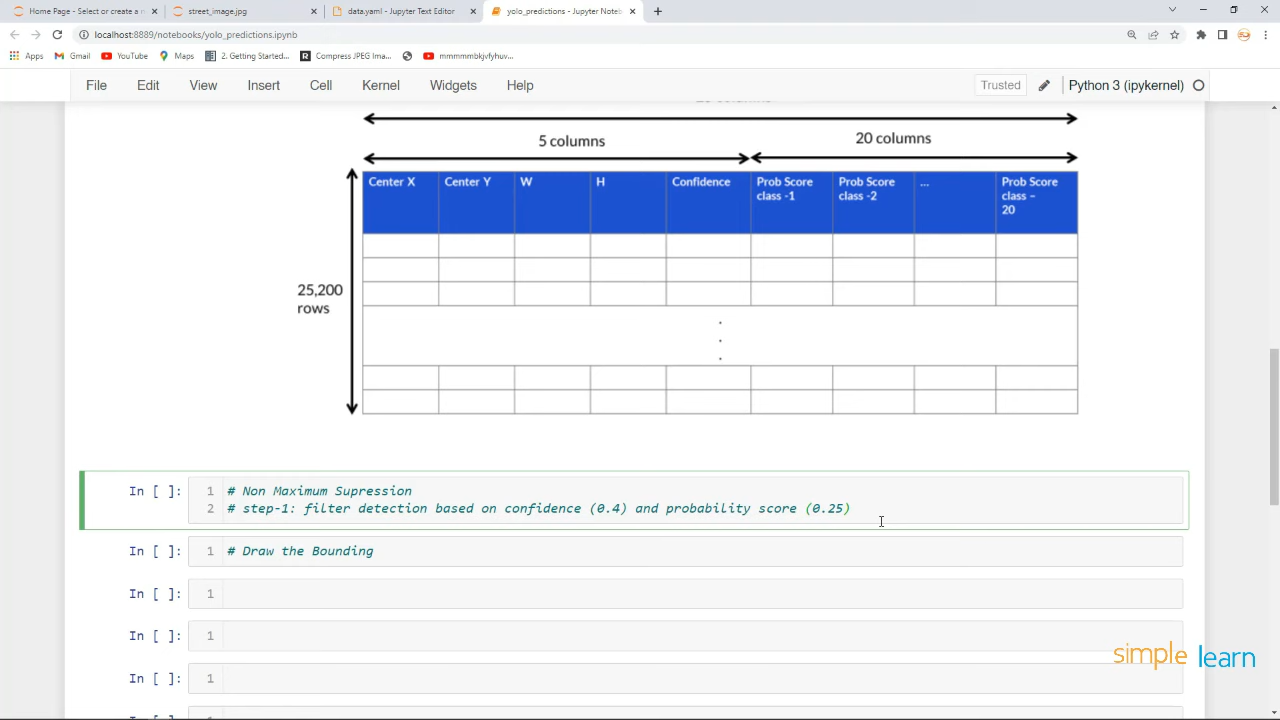 Home Page - Select or create a n
street_image.jpg
data.yaml - Jupyter Text Editor
yolo_predictions - Jupyter Noteb
localhost:8889/notebooks/yolo_predictions.ipynb
Apps
Gmail
YouTube
Maps
2. Getting Started...
Compress JPEG Ima...
mmmmmbkjvfyhuv...
File Edit View Insert Cell Kernel Widgets Help
Trusted
Python 3 (ipykernel)
5 columns
20 columns
Center X
Center Y
W
H
Confidence
Prob Score class -1
Prob Score class -2
...
Prob Score class – 20
25,200 rows
In [ ]:
1 # Non Maximum Supression
2 # step-1: filter detection based on confidence (0.4) and probability score (0.25)
In [ ]:
1 # Draw the Bounding
In [ ]:
1
In [ ]:
1
In [ ]:
1
simplelearn